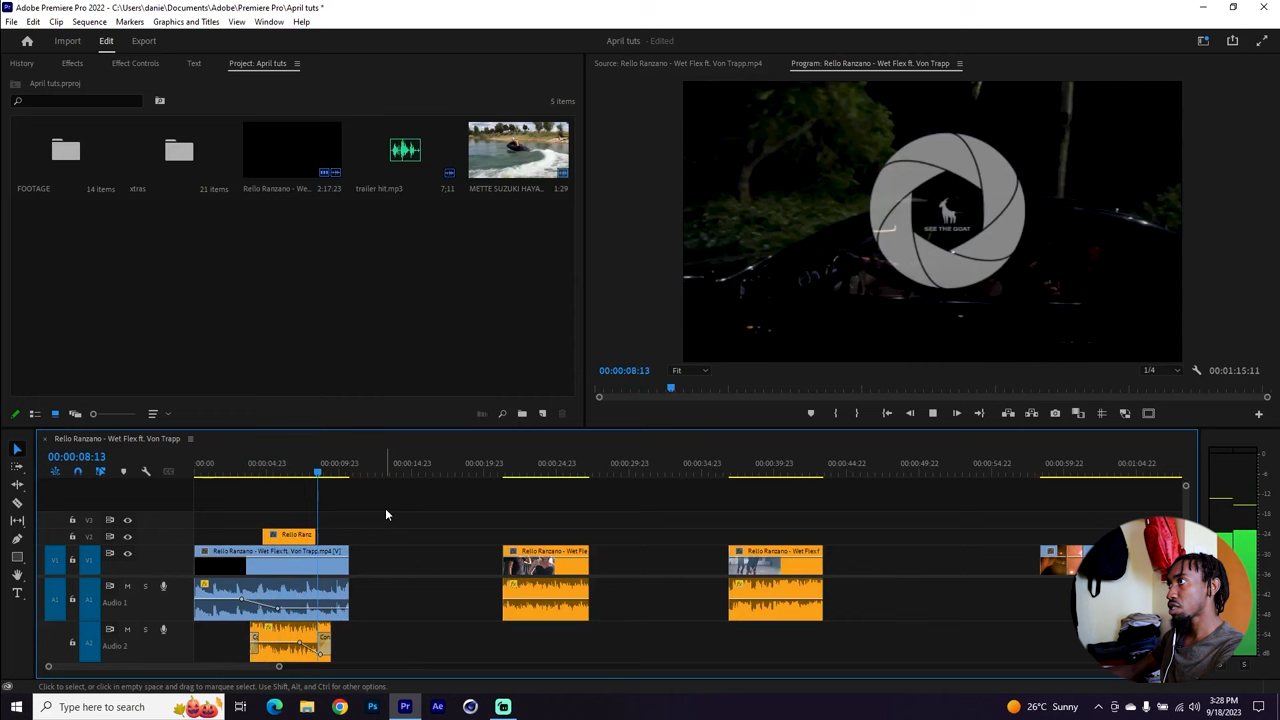 Adobe Premiere Pro 2022 - C:\Users\danie\Documents\Adobe\Premiere Pro\April tuts *
File Edit Clip Sequence Markers Graphics and Titles View Window Help
Import Edit Export
April tuts - Edited
History Effects Effect Controls Text Project: April tuts
Source: Rello Ranzano - Wet Flex ft. Von Trapp.mp4 Program: Rello Ranzano - Wet Flex ft. Von Trapp
April tuts.prproj
5 items
FOOTAGE 14 items xtras 21 items Rello Ranzano - We... 2:17:23 trailer hit.mp3 7;11 METTE SUZUKI HAYA... 1:29
SEE THE GOAT
00:00:08:13 Fit 1/4 00:01:15:11
Rello Ranzano - Wet Flex ft. Von Trapp
00:00:08:13
00:00 00:00:04:23 00:00:09:23 00:00:14:23 00:00:19:23 00:00:24:23 00:00:29:23 00:00:34:23 00:00:39:23 00:00:44:22 00:00:49:22 00:00:54:22 00:00:59:22 00:01:04:22
V3
V2 Rello Ranz
Rello Ranzano - Wet Flex ft. Von Trapp.mp4 [V] Rello Ranzano - Wet Fle Rello Ranzano - Wet Flex f
V1 V1
A1 A1 M S
Audio 1
A2 M S Con
Audio 2
Click to select, or click in empty space and drag to marquee select. Use Shift, Alt, and Ctrl for other options.
Type here to search
26°C Sunny
3:28 PM
9/18/2023